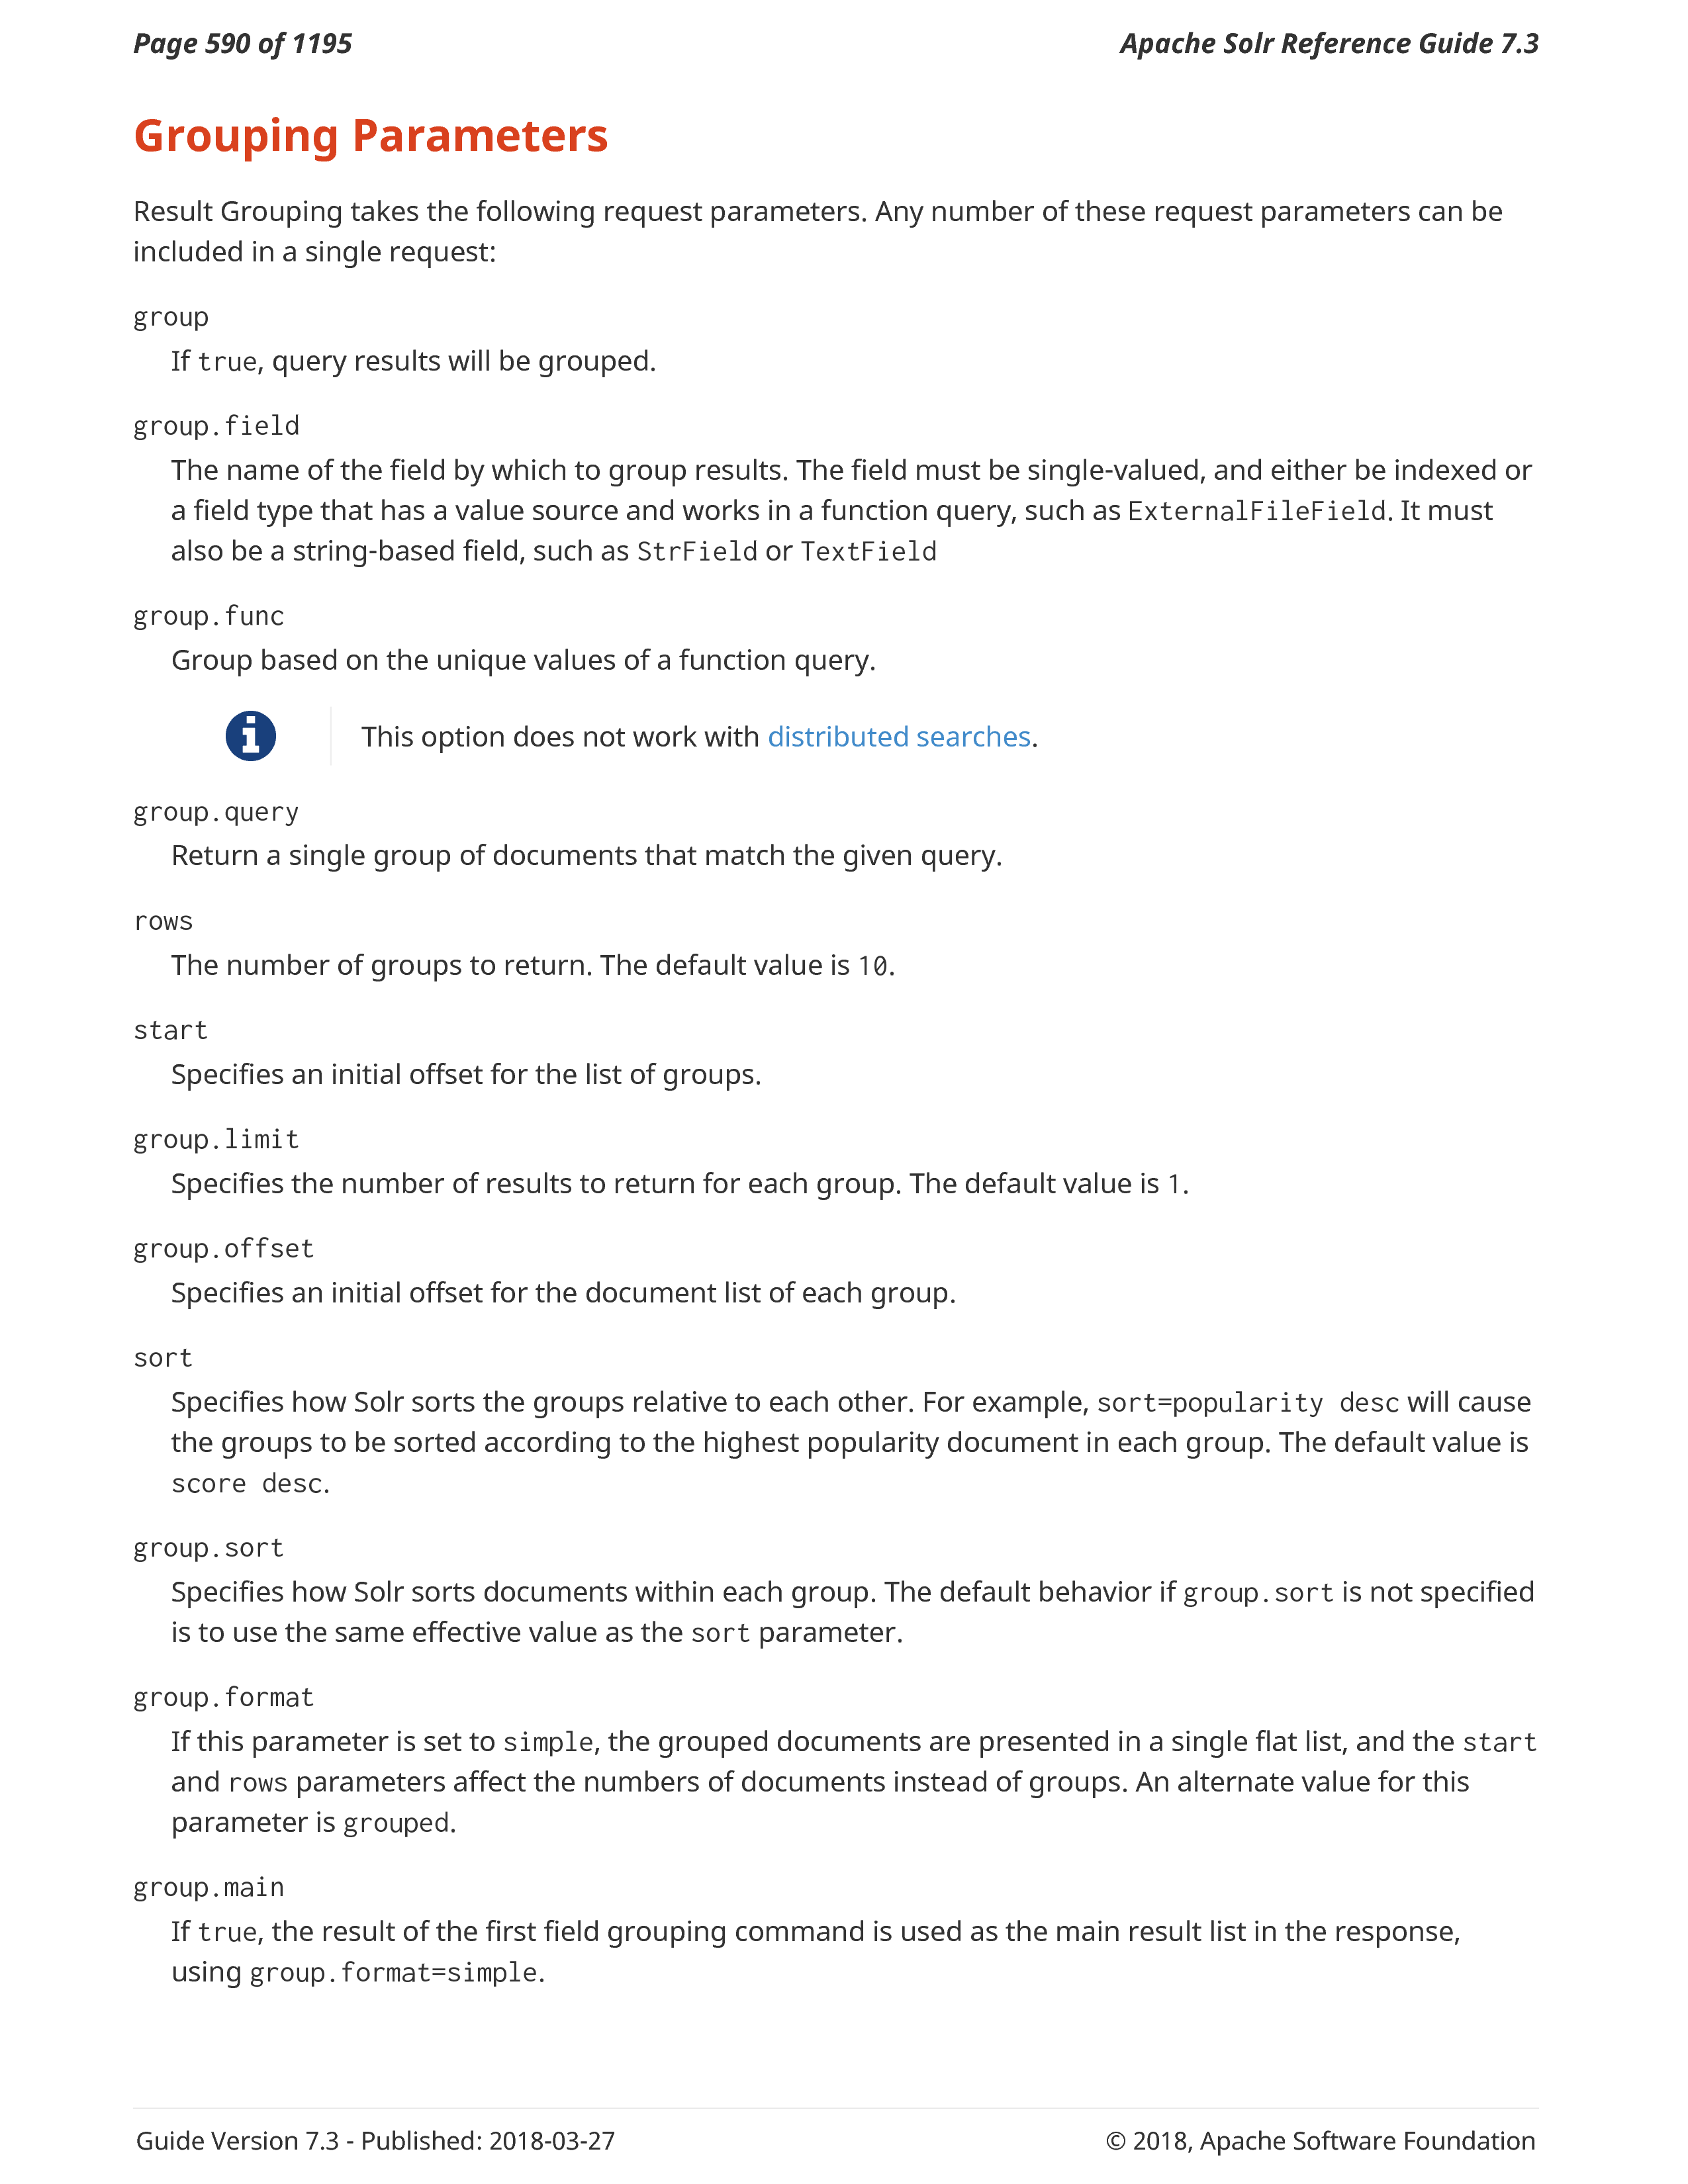 Page 590 of 1195
Apache Solr Reference Guide 7.3
Grouping Parameters
Result Grouping takes the following request parameters. Any number of these request parameters can be
included in a single request:
group
If true, query results will be grouped.
group.field
The name of the field by which to group results. The field must be single-valued, and either be indexed or
a field type that has a value source and works in a function query, such as ExternalFileField. It must
also be a string-based field, such as StrField or TextField
group.func
Group based on the unique values of a function query.
This option does not work with distributed searches.
group.query
Return a single group of documents that match the given query.
rows
The number of groups to return. The default value is 10.
start
Specifies an initial offset for the list of groups.
group.limit
Specifies the number of results to return for each group. The default value is 1.
group.offset
Specifies an initial offset for the document list of each group.
sort
Specifies how Solr sorts the groups relative to each other. For example, sort=popularity desc will cause
the groups to be sorted according to the highest popularity document in each group. The default value is
score desc.
group.sort
Specifies how Solr sorts documents within each group. The default behavior if group.sort is not specified
is to use the same effective value as the sort parameter.
group.format
If this parameter is set to simple, the grouped documents are presented in a single flat list, and the start
and rows parameters affect the numbers of documents instead of groups. An alternate value for this
parameter is grouped.
group.main
If true, the result of the first field grouping command is used as the main result list in the response,
using group.format=simple.
Guide Version 7.3 - Published: 2018-03-27
© 2018, Apache Software Foundation